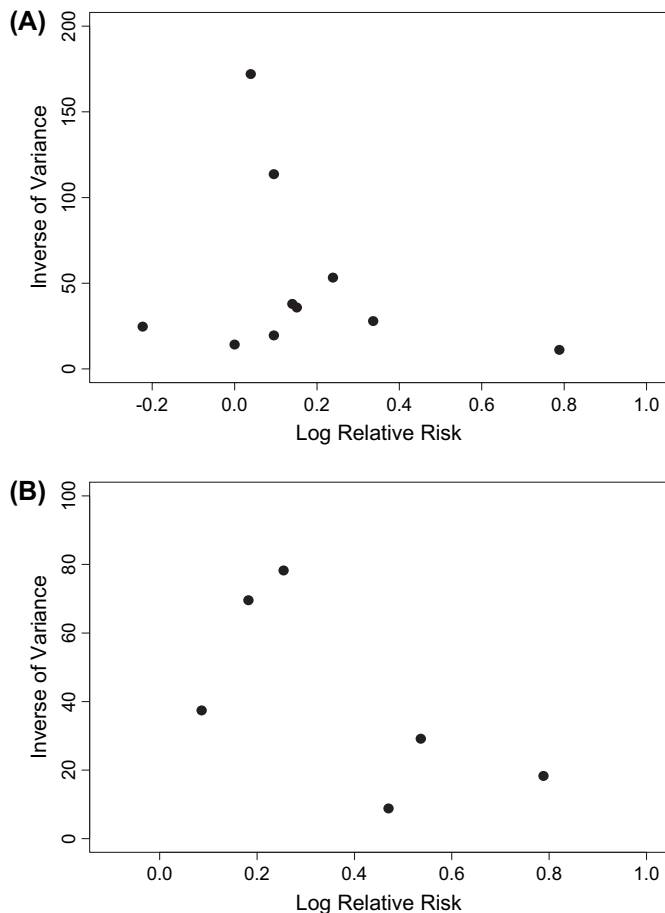 (A)
200
150
100
50
0
Inverse of Variance
-0.2 0.0 0.2 0.4 0.6 0.8 1.0
Log Relative Risk
(B)
100
80
60
40
20
0
Inverse of Variance
0.0 0.2 0.4 0.6 0.8 1.0
Log Relative Risk